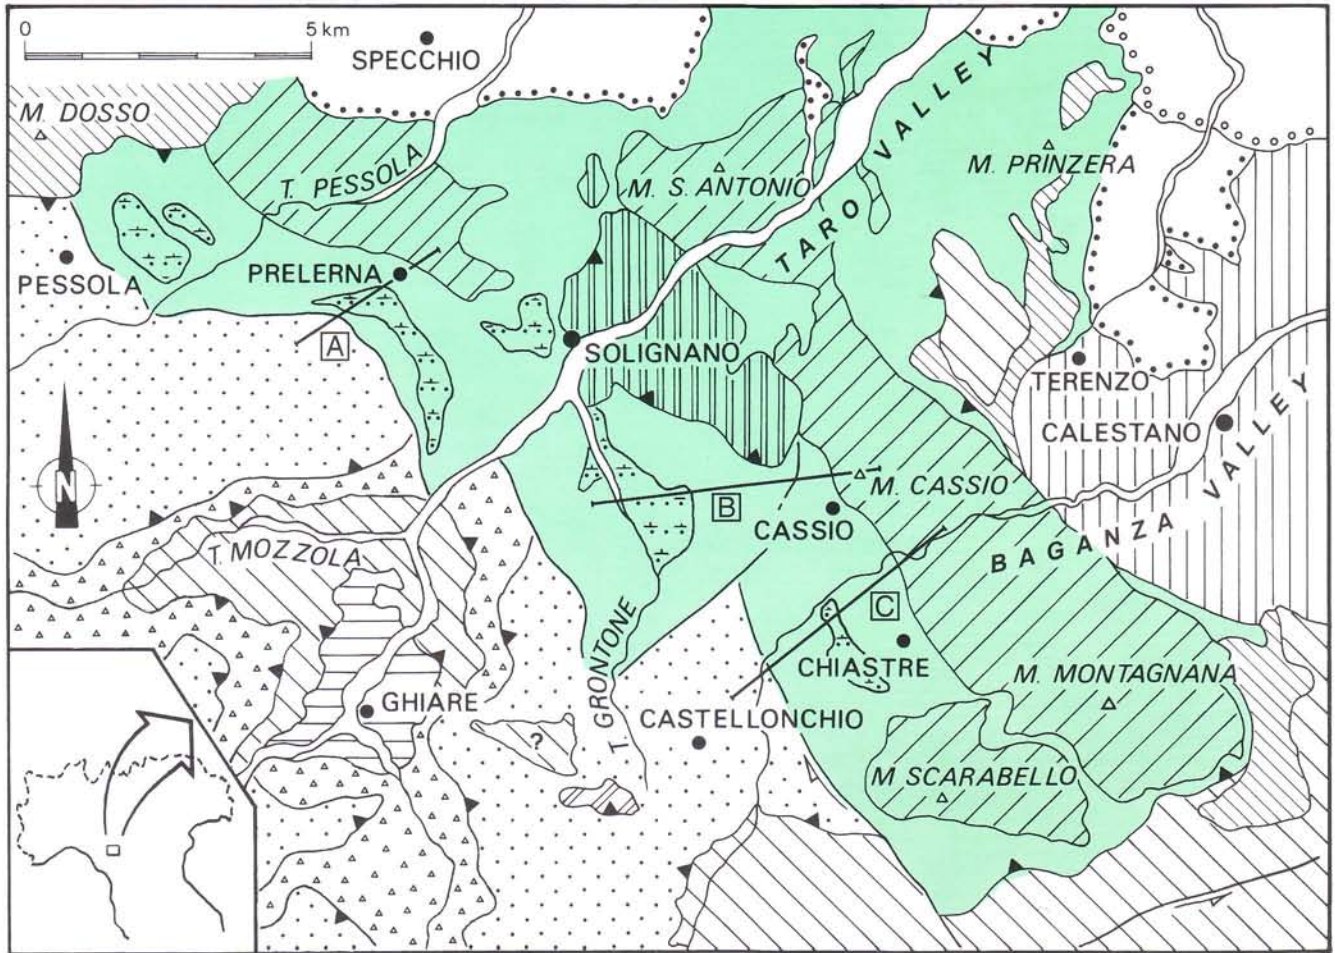 0 5 km
SPECCHIO
M. DOSSO
T. PESSOLA
M. S. ANTONIO
TARO VALLEY
M. PRINZERA
PESSOLA
PRELERNA
A
SOLIGNANO
TERENZO
CALESTANO
N
B
M. CASSIO
CASSIO
BAGANZA VALLEY
T. MOZZOLA
C
CHIASTRE
T. GRONTONE
GHIARE
CASTELLONCHIO
M. MONTAGNANA
?
M SCARABELLO